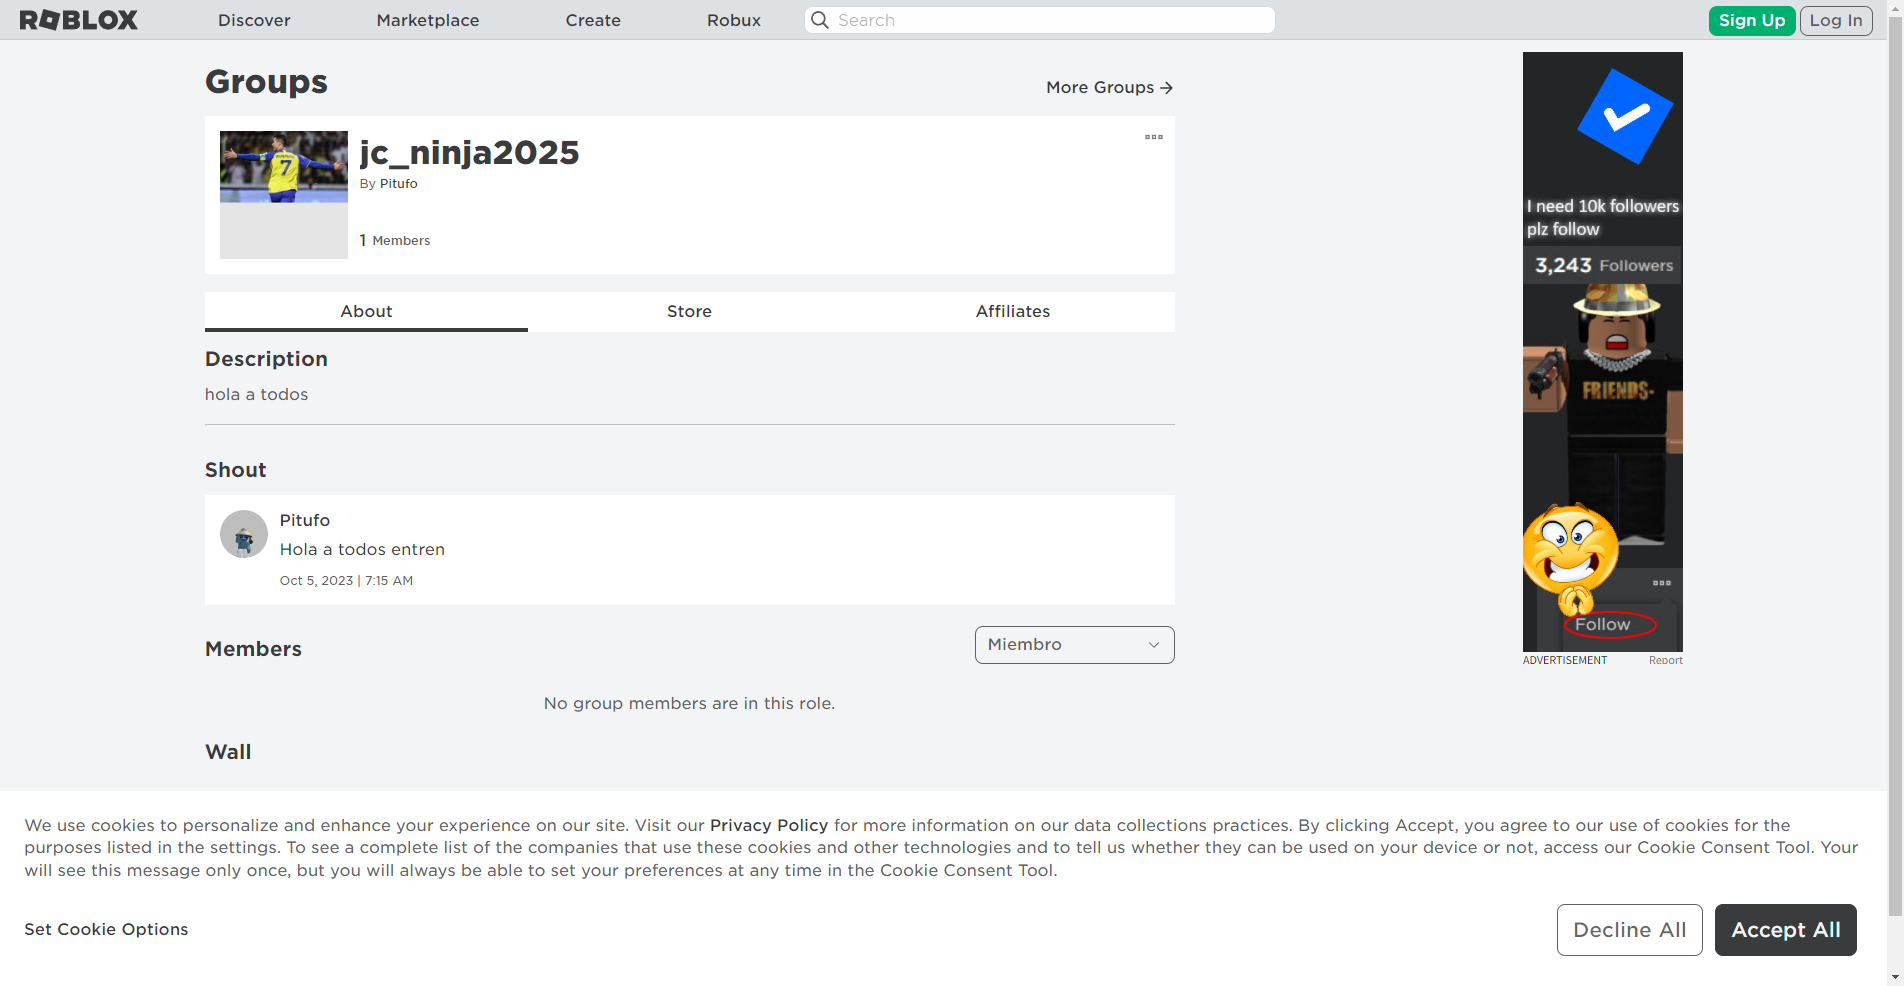 ROBLOX
Discover
Marketplace
Create
Robux
Search
Sign Up
Log In
Groups
More Groups →
7
jc_ninja2025
By Pitufo
1 Members
About
Store
Affiliates
Description
hola a todos
Shout
Pitufo
Hola a todos entren
Oct 5, 2023 | 7:15 AM
Members
Miembro
No group members are in this role.
Wall
I need 10k followers
plz follow
3,243 Followers
FRIENDS-
Follow
ADVERTISEMENT
Report
We use cookies to personalize and enhance your experience on our site. Visit our Privacy Policy for more information on our data collections practices. By clicking Accept, you agree to our use of cookies for the
purposes listed in the settings. To see a complete list of the companies that use these cookies and other technologies and to tell us whether they can be used on your device or not, access our Cookie Consent Tool. Your
will see this message only once, but you will always be able to set your preferences at any time in the Cookie Consent Tool.
Set Cookie Options
Decline All
Accept All